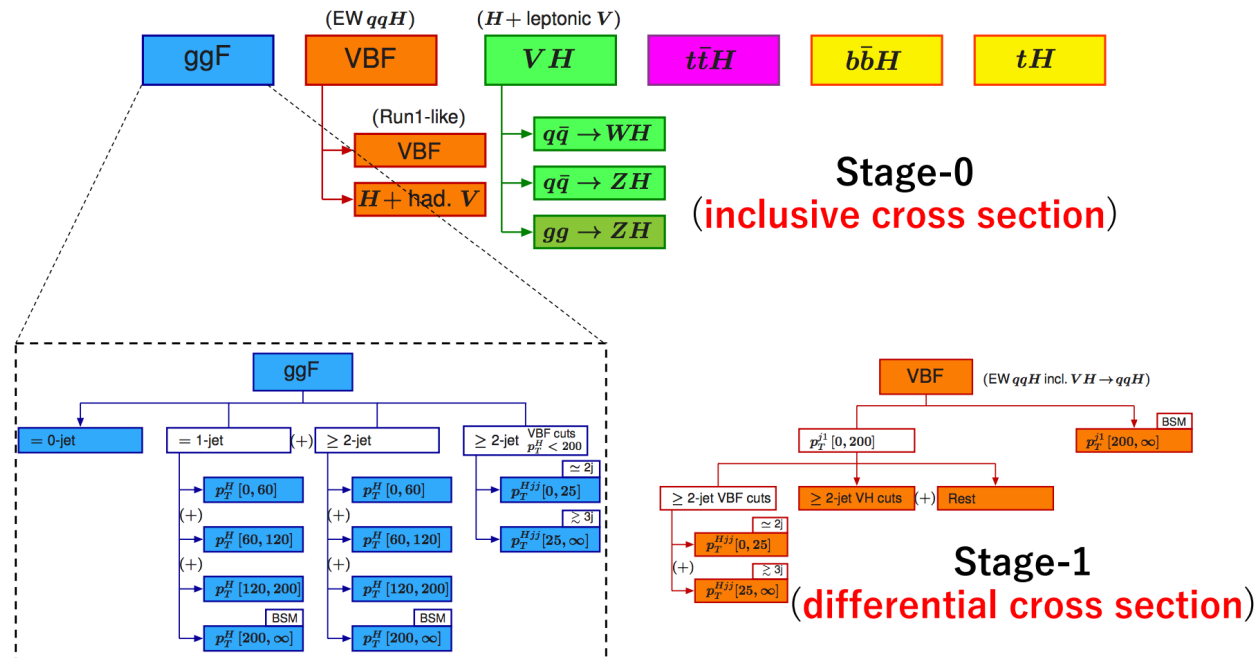 (EW qqH)
(H + leptonic V)
ggF
VBF
VH
tt̄H
bb̄H
tH
(Run1-like)
VBF
H + had. V
qq̄ → WH
qq̄ → ZH
gg → ZH
Stage-0
(inclusive cross section)
ggF
= 0-jet
= 1-jet
(+)
≥ 2-jet
≥ 2-jet VBF cuts
p_T^H < 200
p_T^H [0, 60]
(+)
p_T^H [60, 120]
(+)
p_T^H [120, 200]
BSM
p_T^H [200, ∞]
p_T^H [0, 60]
(+)
p_T^H [60, 120]
(+)
p_T^H [120, 200]
BSM
p_T^H [200, ∞]
≃ 2j
p_T^{Hjj} [0, 25]
≳ 3j
p_T^{Hjj} [25, ∞]
VBF
(EW qqH incl. VH → qqH)
p_T^{j1} [0, 200]
BSM
p_T^{j1} [200, ∞]
≥ 2-jet VBF cuts
≥ 2-jet VH cuts
(+)
Rest
≃ 2j
p_T^{Hjj} [0, 25]
(+)
≳ 3j
p_T^{Hjj} [25, ∞]
Stage-1
(differential cross section)